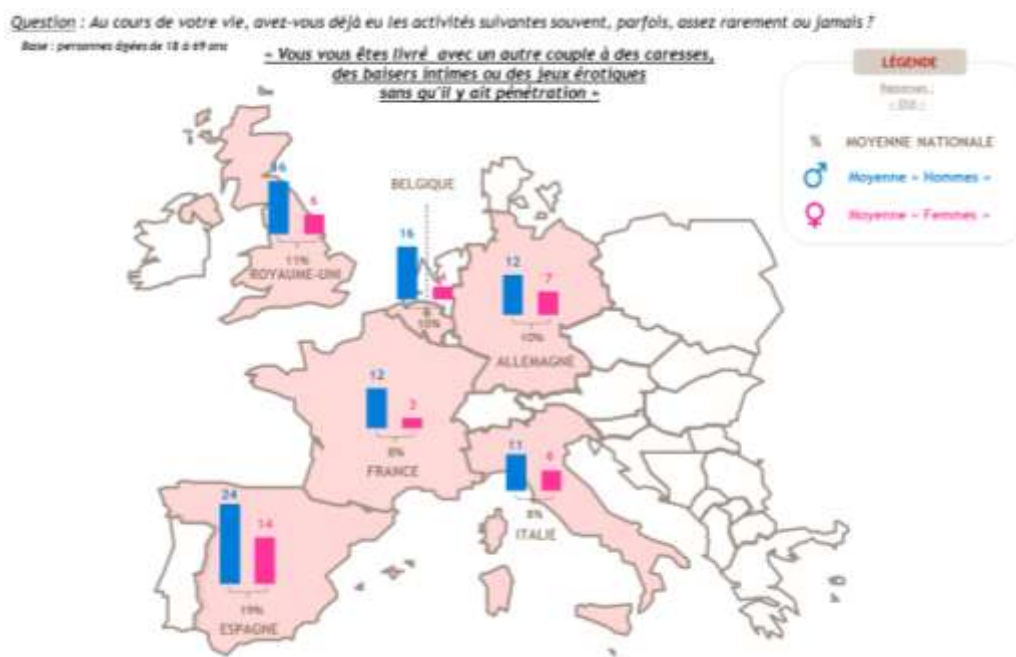 Question : Au cours de votre vie, avez-vous déjà eu les activités suivantes souvent, parfois, assez rarement ou jamais ?
Base : personnes âgées de 18 à 69 ans
« Vous vous êtes livré avec un autre couple à des caresses,
des baisers intimes ou des jeux érotiques
sans qu'il y ait pénétration »
LÉGENDE
% MOYENNE NATIONALE
Moyenne « Hommes »
Moyenne « Femmes »
16
6
11%
ROYAUME-UNI
BELGIQUE
16
10%
12
7
10%
ALLEMAGNE
12
8%
FRANCE
11
8%
ITALIE
24
14
19%
ESPAGNE